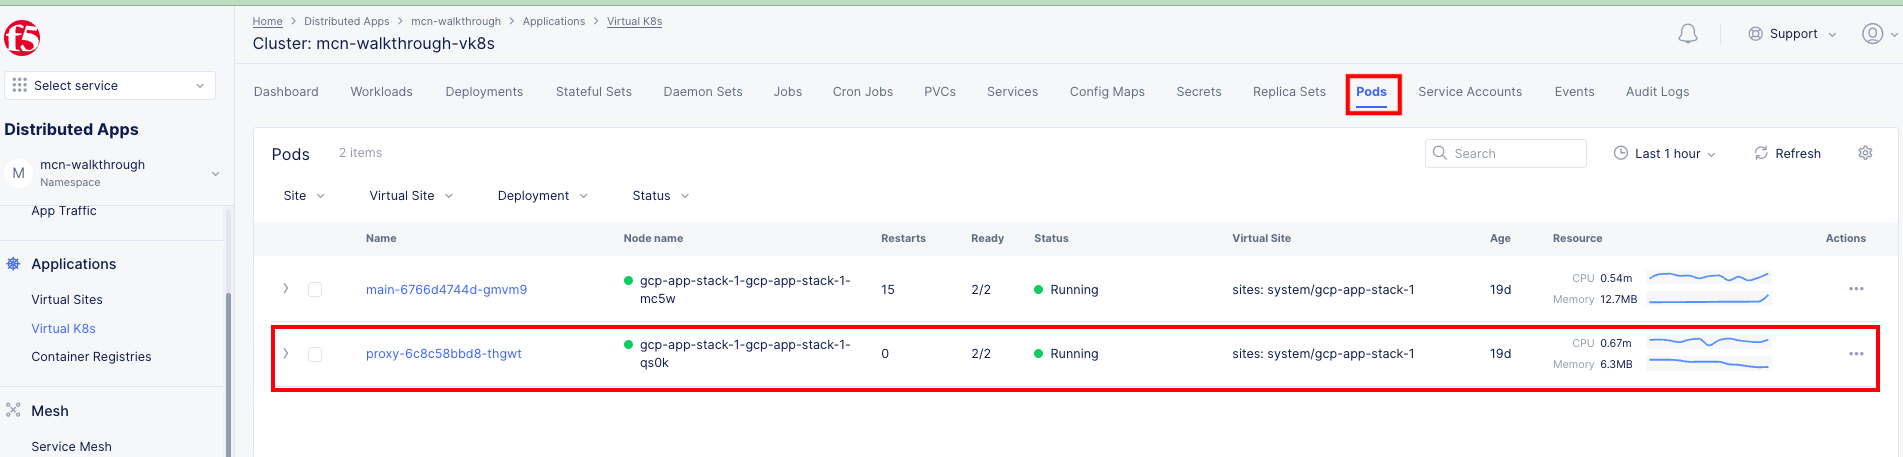 f5
Home > Distributed Apps > mcn-walkthrough > Applications > Virtual K8s
Cluster: mcn-walkthrough-vk8s
Support
Select service
Distributed Apps
M
mcn-walkthrough
Namespace
App Traffic
Applications
Virtual Sites
Virtual K8s
Container Registries
Mesh
Service Mesh
Dashboard Workloads Deployments Stateful Sets Daemon Sets Jobs Cron Jobs PVCs Services Config Maps Secrets Replica Sets Pods Service Accounts Events Audit Logs
Pods 2 items
Search Last 1 hour Refresh
Site Virtual Site Deployment Status
Name Node name Restarts Ready Status Virtual Site Age Resource Actions
main-6766d4744d-gmvm9 gcp-app-stack-1-gcp-app-stack-1-
mc5w 15 2/2 Running sites: system/gcp-app-stack-1 19d
CPU 0.54m
Memory 12.7MB
proxy-6c8c58bbd8-thgwt gcp-app-stack-1-gcp-app-stack-1-
qs0k 0 2/2 Running sites: system/gcp-app-stack-1 19d
CPU 0.67m
Memory 6.3MB